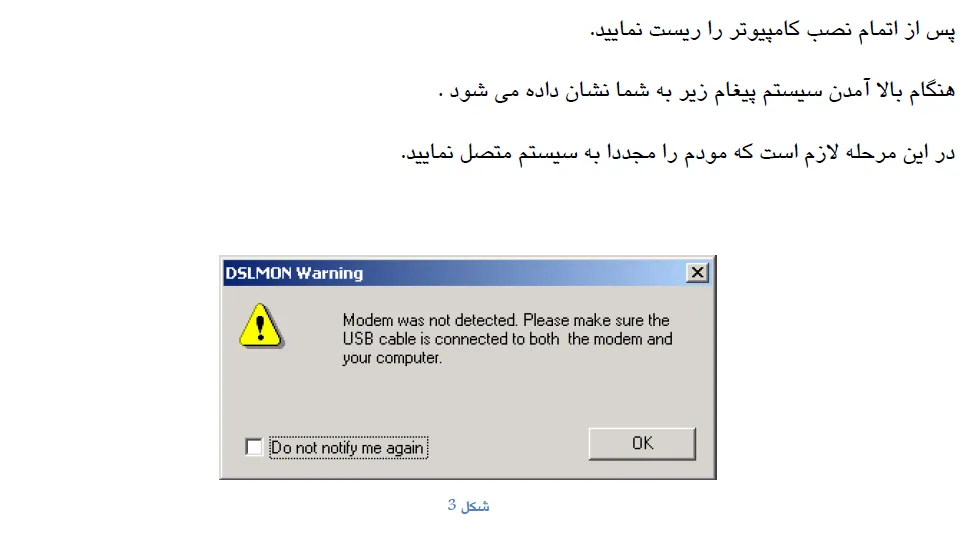 پس از اتمام نصب کامپیوتر را ریست نمایید.
هنگام بالا آمدن سیستم پیغام زیر به شما نشان داده می شود .
در این مرحله لازم است که مودم را مجددا به سیستم متصل نمایید.
DSLMON Warning
Modem was not detected. Please make sure the
USB cable is connected to both the modem and
your computer.
Do not notify me again
OK
شکل 3